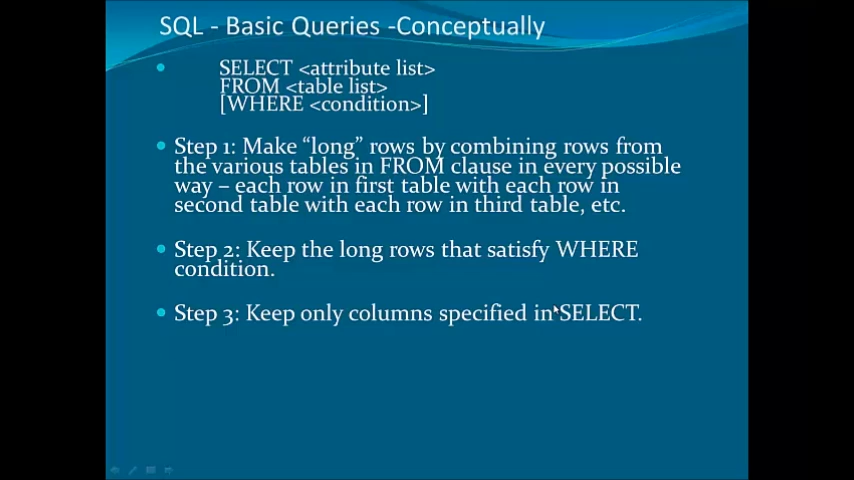 SQL - Basic Queries -Conceptually
SELECT <attribute list>
FROM <table list>
[WHERE <condition>]
Step 1: Make “long” rows by combining rows from
the various tables in FROM clause in every possible
way – each row in first table with each row in
second table with each row in third table, etc.
Step 2: Keep the long rows that satisfy WHERE
condition.
Step 3: Keep only columns specified in SELECT.